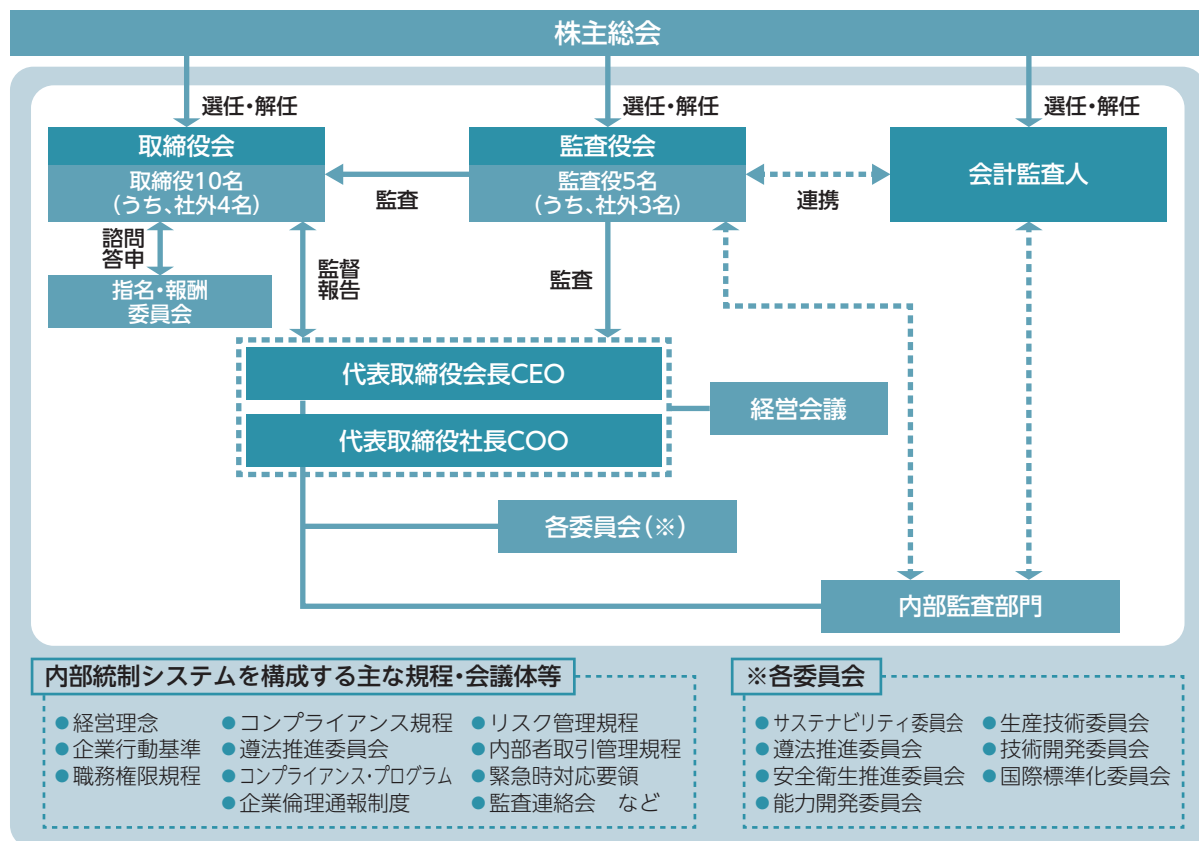 株主総会
選任・解任
選任・解任
選任・解任
取締役会
取締役10名
(うち、社外4名)
監査
監査役会
監査役5名
(うち、社外3名)
連携
会計監査人
諮問
答申
指名・報酬
委員会
監督
報告
監査
代表取締役会長CEO
代表取締役社長COO
経営会議
各委員会(※)
内部監査部門
内部統制システムを構成する主な規程・会議体等
●経営理念
●企業行動基準
●職務権限規程
●コンプライアンス規程
●遵法推進委員会
●コンプライアンス・プログラム
●企業倫理通報制度
●リスク管理規程
●内部者取引管理規程
●緊急時対応要領
●監査連絡会 など
※各委員会
●サステナビリティ委員会
●遵法推進委員会
●安全衛生推進委員会
●能力開発委員会
●生産技術委員会
●技術開発委員会
●国際標準化委員会